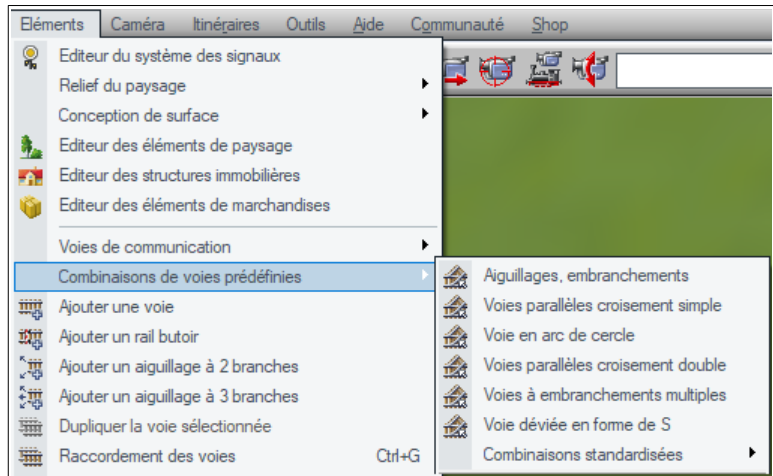 Eléments Caméra Itinéraires Outils Aide Communauté Shop
Editeur du système des signaux
Relief du paysage
Conception de surface
Editeur des éléments de paysage
Editeur des structures immobilières
Editeur des éléments de marchandises
Voies de communication
Combinaisons de voies prédéfinies
Aiguillages, embranchements
Ajouter une voie
Voies parallèles croisement simple
Ajouter un rail butoir
Voie en arc de cercle
Ajouter un aiguillage à 2 branches
Voies parallèles croisement double
Ajouter un aiguillage à 3 branches
Voies à embranchements multiples
Dupliquer la voie sélectionnée
Voie déviée en forme de S
Raccordement des voies Ctrl+G
Combinaisons standardisées